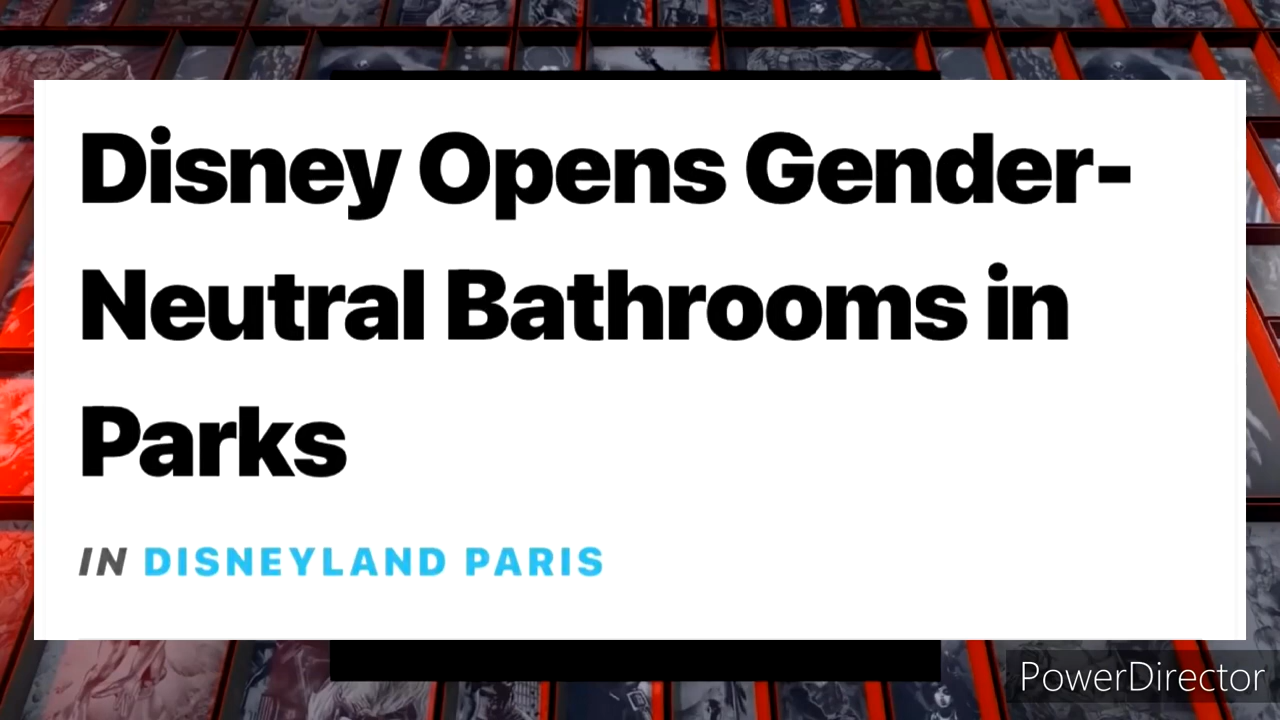 Disney Opens Gender-
Neutral Bathrooms in
Parks
IN DISNEYLAND PARIS
PowerDirector